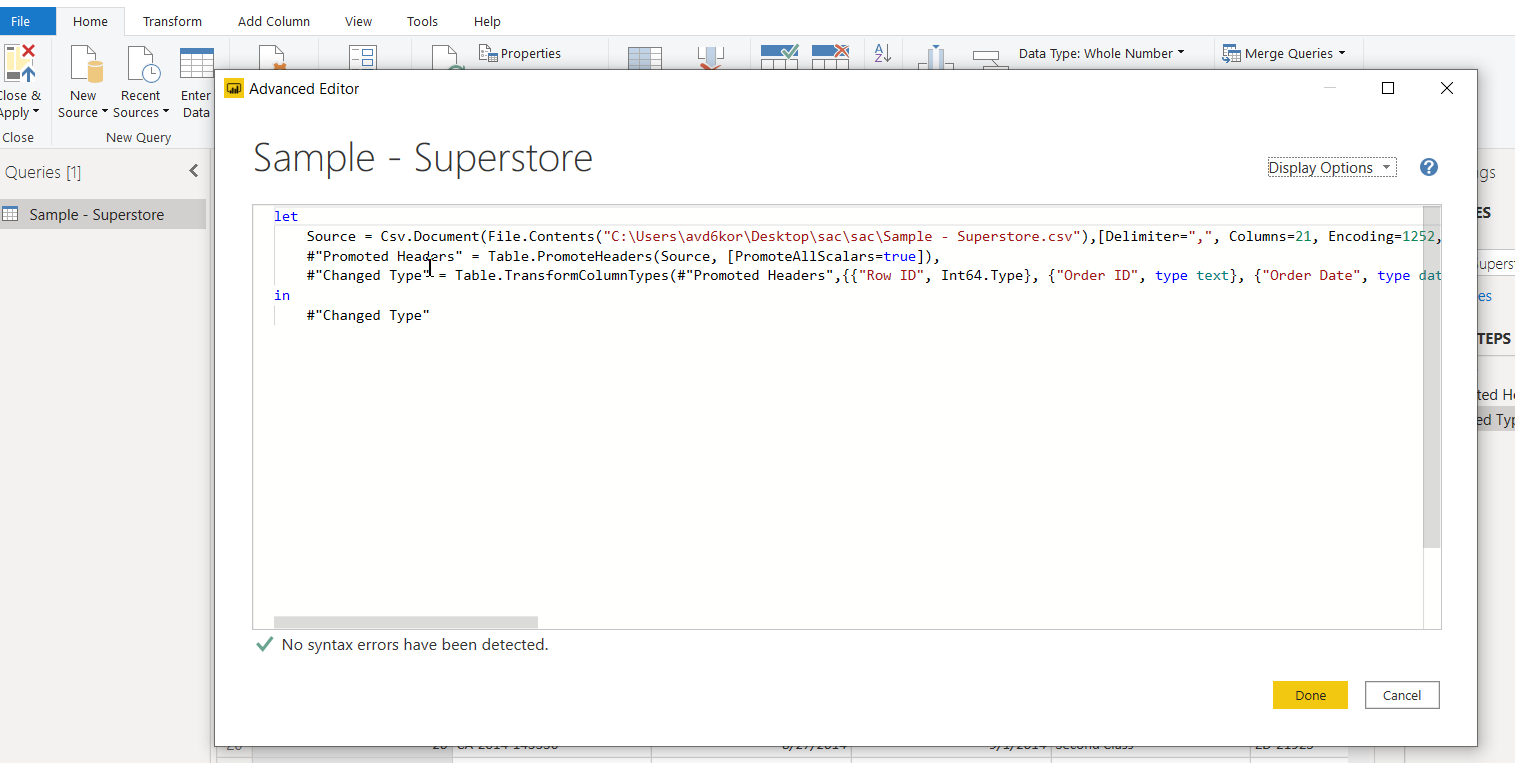 File Home Transform Add Column View Tools Help
Close & Apply
New Source
Recent Sources
Enter Data
Properties
Data Type: Whole Number
Merge Queries
Close
New Query
Advanced Editor
Queries [1]
Sample - Superstore
Sample - Superstore
Display Options
?
let
Source = Csv.Document(File.Contents("C:\Users\avd6kor\Desktop\sac\sac\Sample - Superstore.csv"),[Delimiter=",", Columns=21, Encoding=1252,
#"Promoted Headers" = Table.PromoteHeaders(Source, [PromoteAllScalars=true]),
#"Changed Type" = Table.TransformColumnTypes(#"Promoted Headers",{{"Row ID", Int64.Type}, {"Order ID", type text}, {"Order Date", type dat
in
#"Changed Type"
No syntax errors have been detected.
Done
Cancel